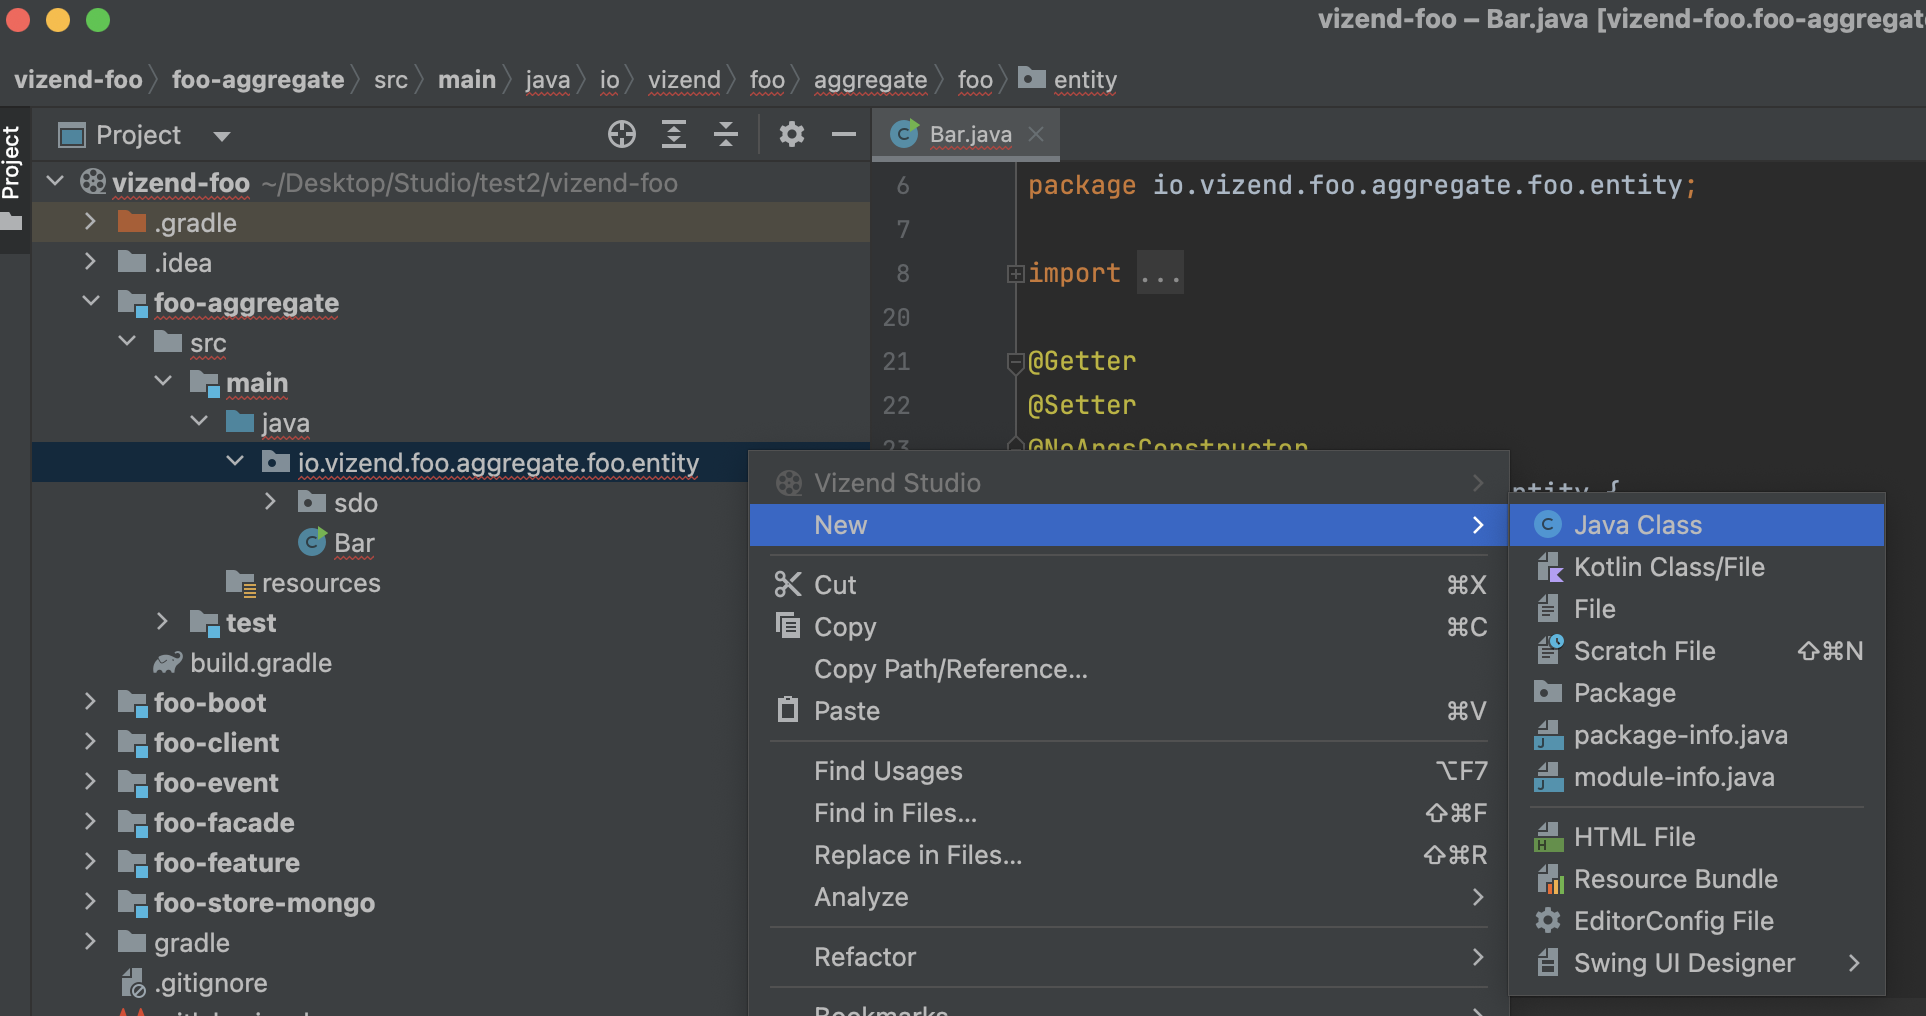 vizend-foo – Bar.java [vizend-foo.foo-aggregate
vizend-foo foo-aggregate src main java io vizend foo aggregate foo entity
Project
Project
Bar.java
vizend-foo ~/Desktop/Studio/test2/vizend-foo
.gradle
.idea
foo-aggregate
src
main
java
io.vizend.foo.aggregate.foo.entity
sdo
Bar
resources
test
build.gradle
foo-boot
foo-client
foo-event
foo-facade
foo-feature
foo-store-mongo
gradle
.gitignore
6 package io.vizend.foo.aggregate.foo.entity;
7
8 import ...
20
21 @Getter
22 @Setter
23 @NoArgsConstructor
ntity {
Vizend Studio
New
Cut ⌘X
Copy ⌘C
Copy Path/Reference...
Paste ⌘V
Find Usages ⌥F7
Find in Files... ⇧⌘F
Replace in Files... ⇧⌘R
Analyze
Refactor
Bookmarks
Java Class
Kotlin Class/File
File
Scratch File ⇧⌘N
Package
package-info.java
module-info.java
HTML File
Resource Bundle
EditorConfig File
Swing UI Designer